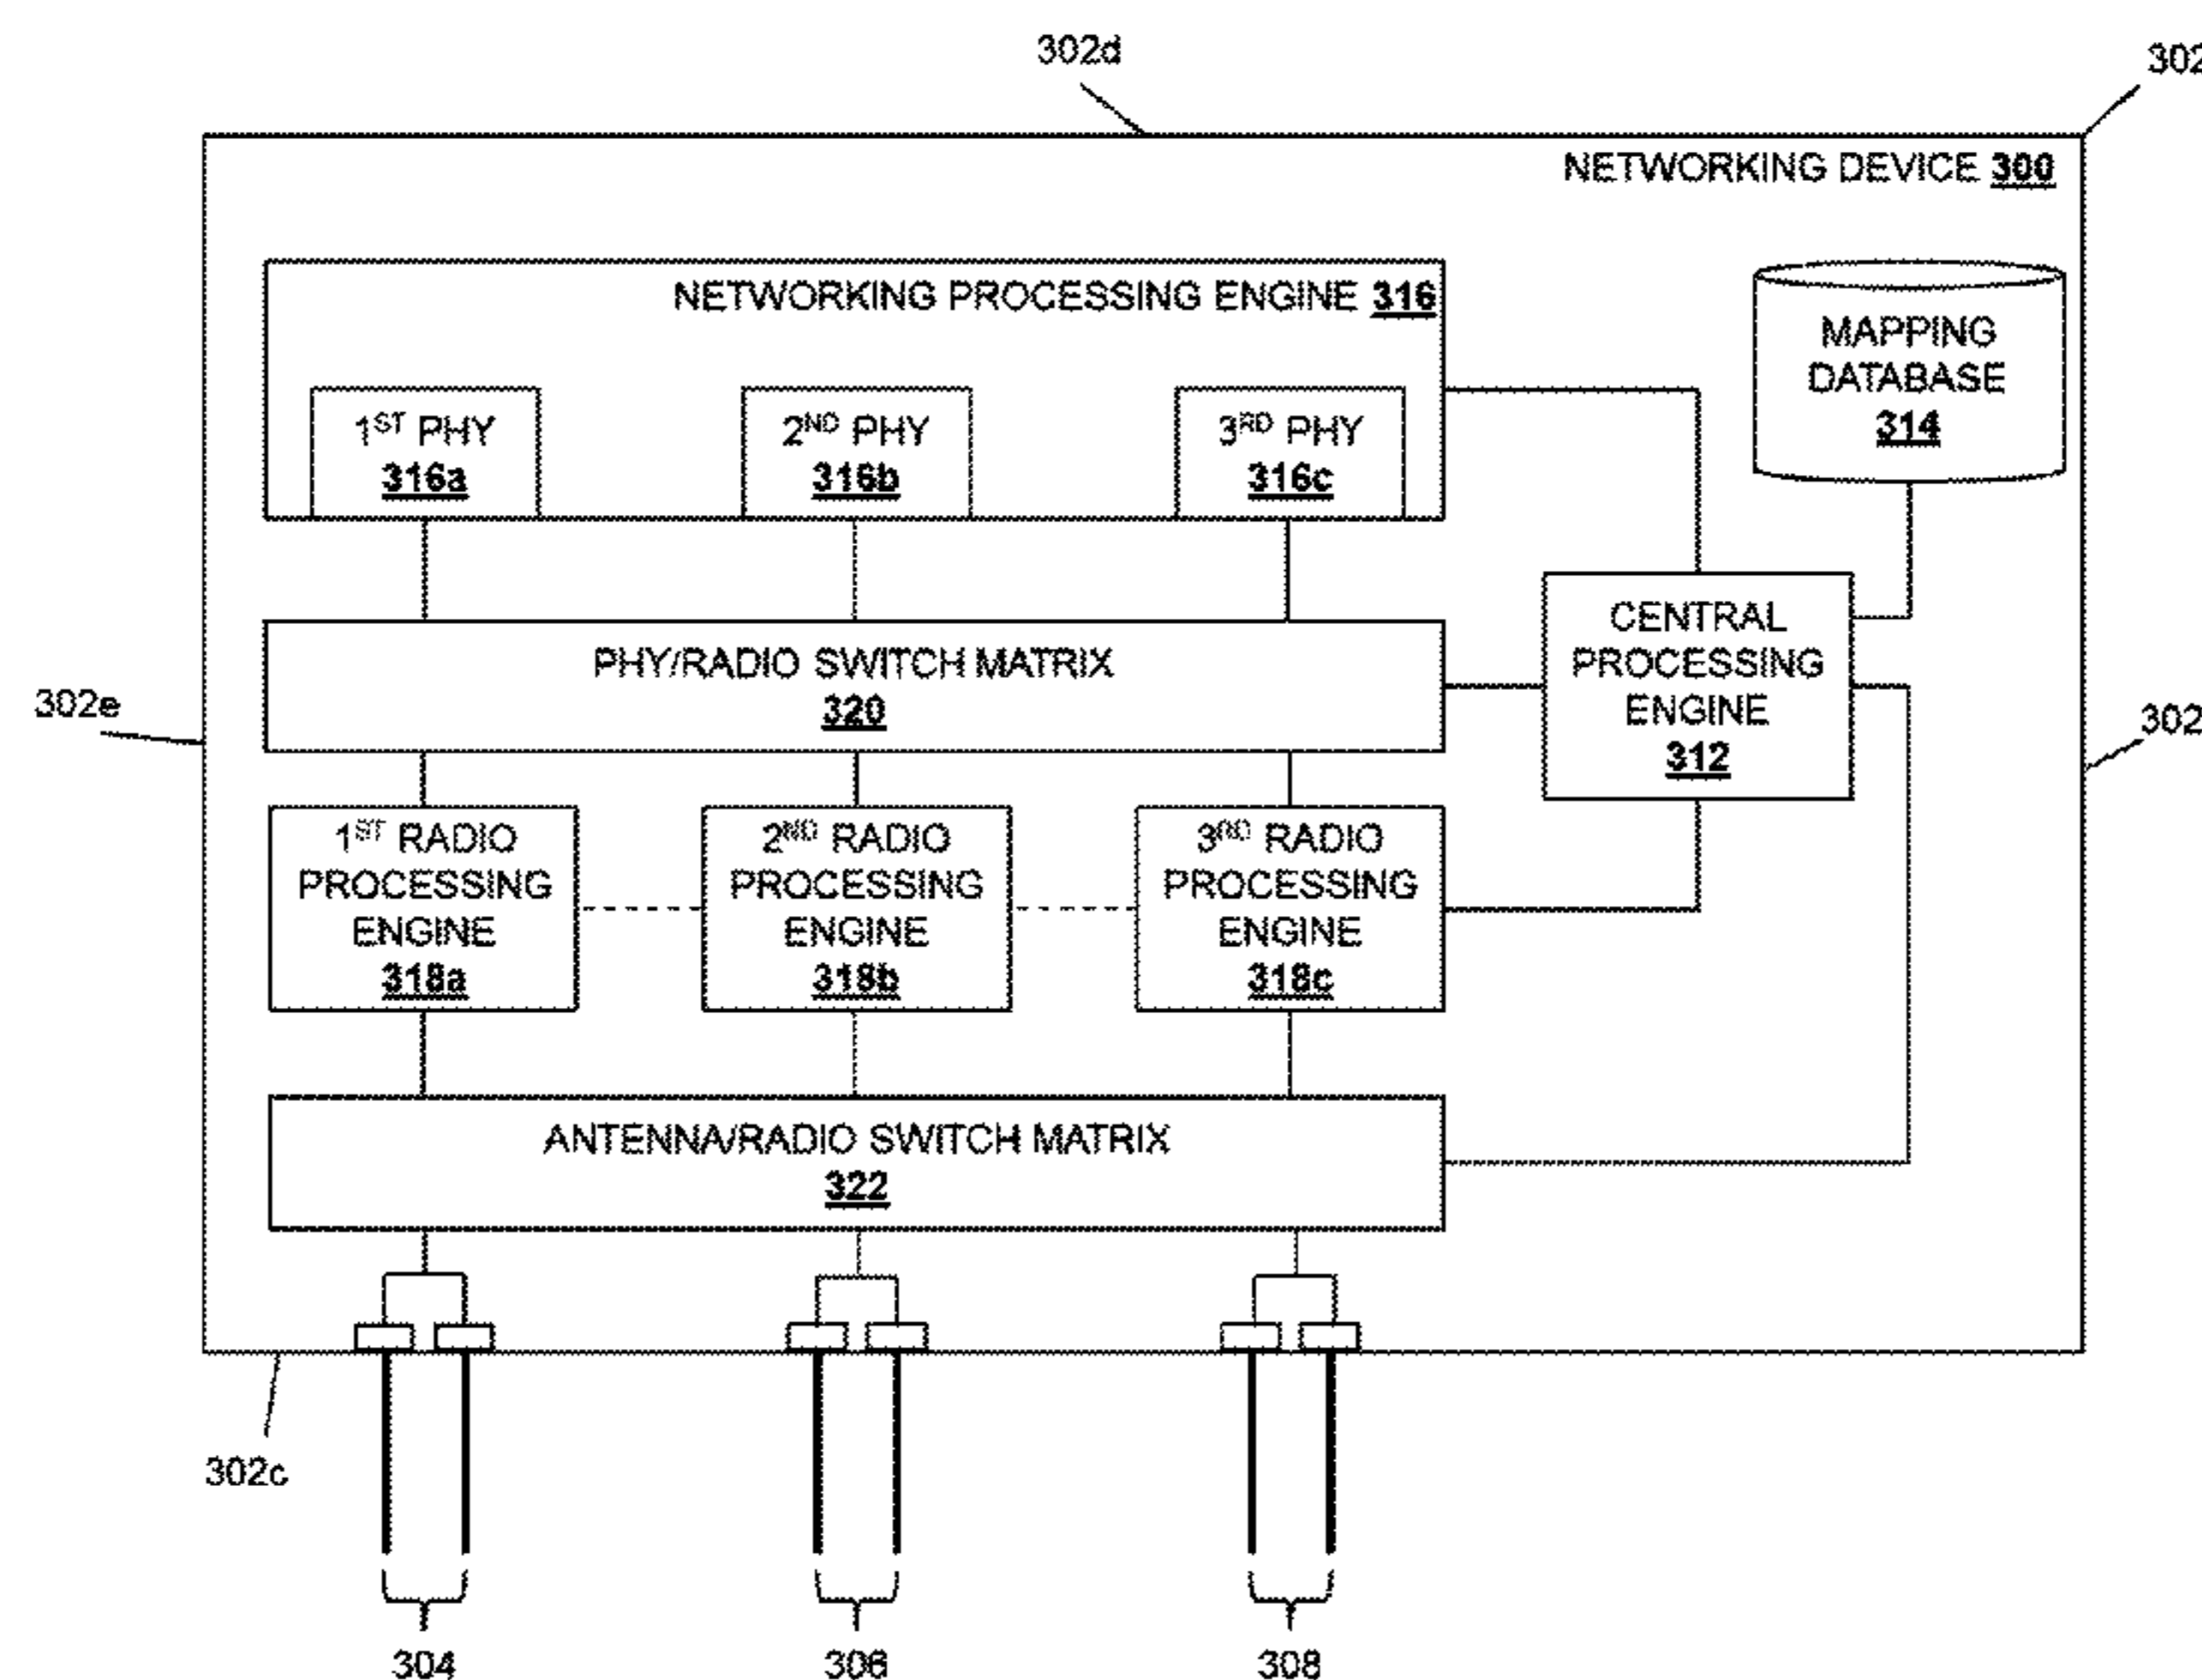 302d
302
NETWORKING DEVICE 300
NETWORKING PROCESSING ENGINE 316
MAPPING
DATABASE
314
1ST PHY
316a
2ND PHY
316b
3RD PHY
316c
CENTRAL
PROCESSING
ENGINE
312
PHY/RADIO SWITCH MATRIX
320
302e
302
1ST RADIO
PROCESSING
ENGINE
318a
2ND RADIO
PROCESSING
ENGINE
318b
3RD RADIO
PROCESSING
ENGINE
318c
ANTENNA/RADIO SWITCH MATRIX
322
302c
304
306
308